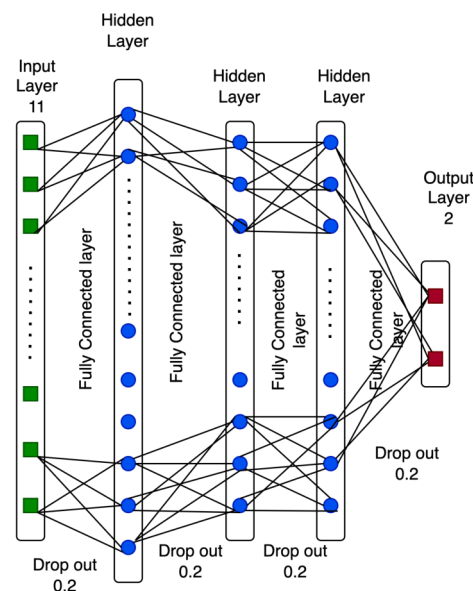 Hidden
Layer
Input
Layer
11
Hidden
Layer
Hidden
Layer
Output
Layer
2
Fully Connected layer
Fully Connected layer
Fully Connected
layer
Fully Connected
layer
Drop out
0.2
Drop out
0.2
Drop out
0.2
Drop out
0.2